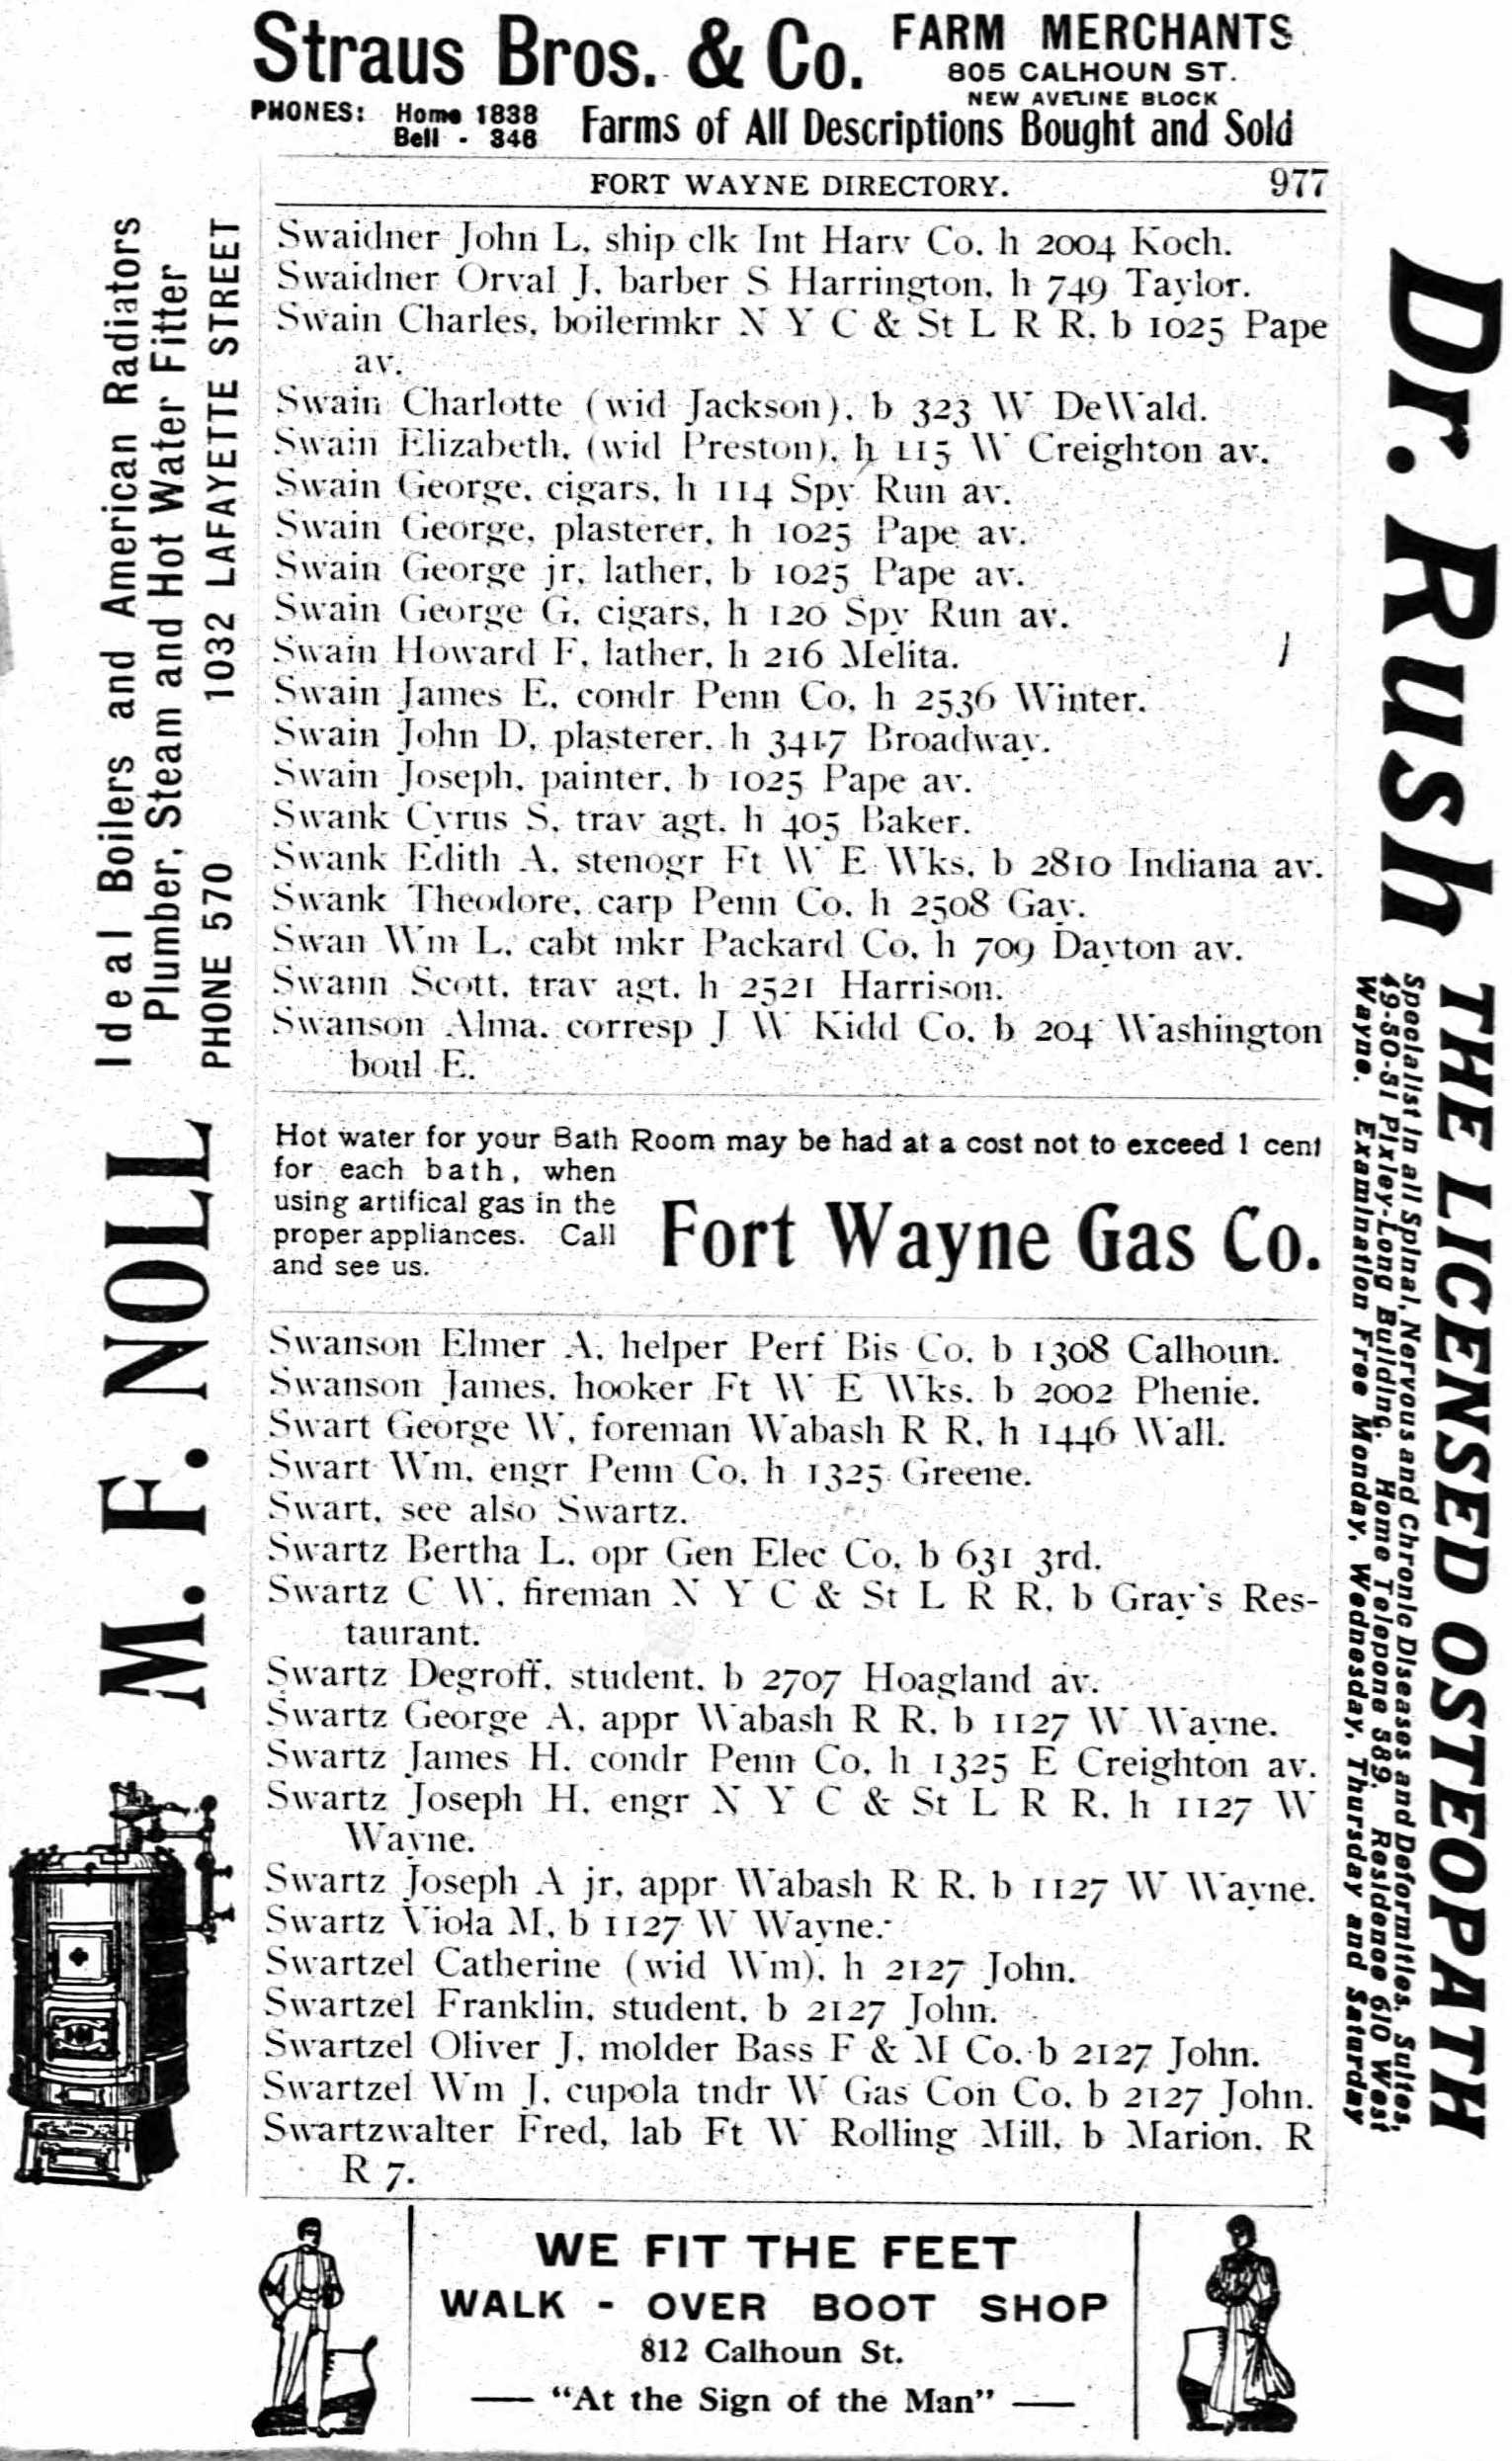 Straus Bros. & Co.
FARM MERCHANTS
805 CALHOUN ST.
NEW AVELINE BLOCK
PHONES: Home 1838
Bell - 346
Farms of All Descriptions Bought and Sold
FORT WAYNE DIRECTORY. 977
Swaidner John L, ship clk Int Harv Co, h 2004 Koch.
Swaidner Orval J, barber S Harrington, h 749 Taylor.
Swain Charles, boilermkr N Y C & St L R R, b 1025 Pape
av.
Swain Charlotte (wid Jackson), b 323 W DeWald.
Swain Elizabeth, (wid Preston), h 115 W Creighton av.
Swain George, cigars, h 114 Spy Run av.
Swain George, plasterer, h 1025 Pape av.
Swain George jr, lather, b 1025 Pape av.
Swain George G, cigars, h 120 Spy Run av.
Swain Howard F, lather, h 216 Melita.
Swain James E, condr Penn Co, h 2536 Winter.
Swain John D, plasterer, h 3417 Broadway.
Swain Joseph, painter, b 1025 Pape av.
Swank Cyrus S, trav agt, h 405 Baker.
Swank Edith A, stenogr Ft W E Wks, b 2810 Indiana av.
Swank Theodore, carp Penn Co, h 2508 Gay.
Swan Wm L, cabt mkr Packard Co, h 709 Dayton av.
Swann Scott, trav agt, h 2521 Harrison.
Swanson Alma, corresp J W Kidd Co, b 204 Washington
boul E.
Hot water for your Bath Room may be had at a cost not to exceed 1 cent
for each bath, when
using artifical gas in the
proper appliances. Call
and see us.
Fort Wayne Gas Co.
Swanson Elmer A, helper Perf Bis Co, b 1308 Calhoun.
Swanson James, hooker Ft W E Wks, b 2002 Phenie.
Swart George W, foreman Wabash R R, h 1446 Wall.
Swart Wm, engr Penn Co, h 1325 Greene.
Swart, see also Swartz.
Swartz Bertha L, opr Gen Elec Co, b 631 3rd.
Swartz C W, fireman N Y C & St L R R, b Gray's Res-
taurant.
Swartz Degroff, student, b 2707 Hoagland av.
Swartz George A, appr Wabash R R, b 1127 W Wayne.
Swartz James H, condr Penn Co, h 1325 E Creighton av.
Swartz Joseph H, engr N Y C & St L R R, h 1127 W
Wayne.
Swartz Joseph A jr, appr Wabash R R, b 1127 W Wayne.
Swartz Viola M, b 1127 W Wayne.
Swartzel Catherine (wid Wm), h 2127 John.
Swartzel Franklin, student, b 2127 John.
Swartzel Oliver J, molder Bass F & M Co, b 2127 John.
Swartzel Wm J, cupola tndr W Gas Con Co, b 2127 John.
Swartzwalter Fred, lab Ft W Rolling Mill, b Marion, R
R 7.
M. F. NOLL
Ideal Boilers and American Radiators
Plumber, Steam and Hot Water Fitter
PHONE 570 1032 LAFAYETTE STREET
Dr. Rush THE LICENSED OSTEOPATH
Specialist in all Spinal, Nervous and Chronic Diseases and Deformities. Suites,
49-50-51 Pixley-Long Building. Home Telepone 589. Residence 610 West
Wayne. Examination Free Monday, Wednesday, Thursday and Saturday
WE FIT THE FEET
WALK - OVER BOOT SHOP
812 Calhoun St.
"At the Sign of the Man"